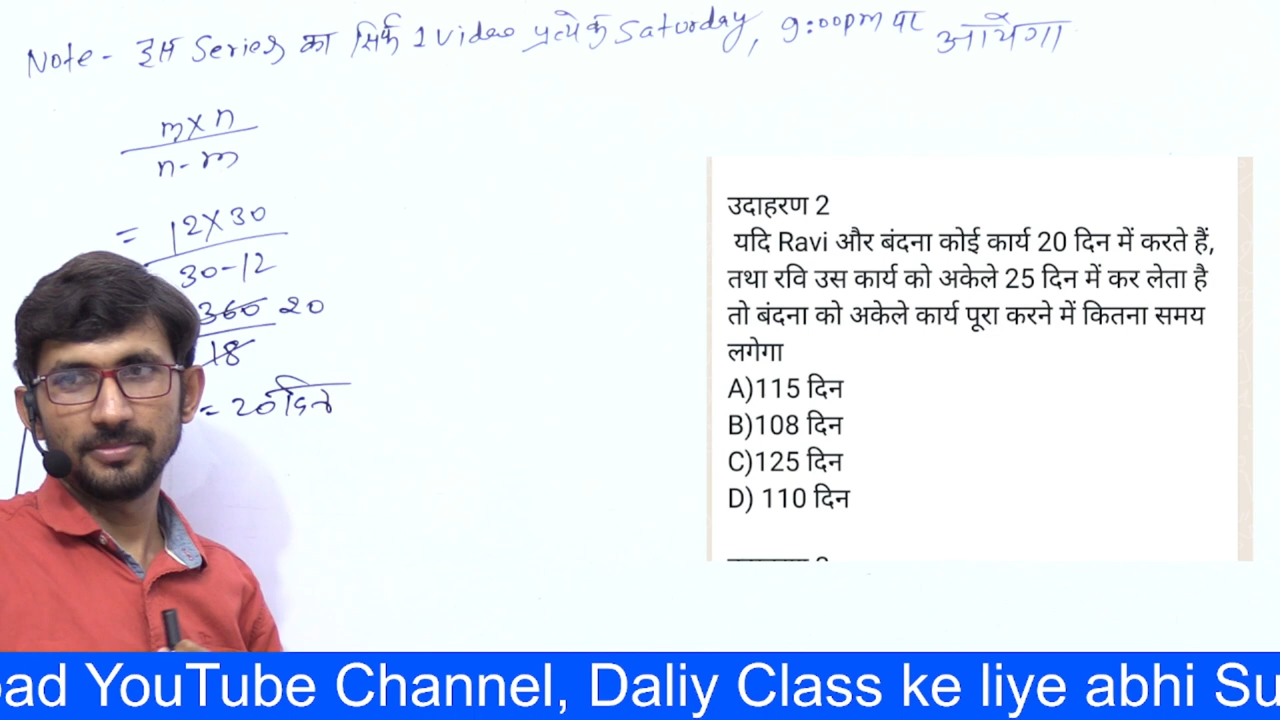 Note - इस Series का सिर्फ 1 Video प्रत्येक Saturday, 9:00pm पर आयेगा
m×n
n-m
= 12×30
30-12
360 20
18
= 20 दिन
उदाहरण 2
यदि Ravi और बंदना कोई कार्य 20 दिन में करते हैं,
तथा रवि उस कार्य को अकेले 25 दिन में कर लेता है
तो बंदना को अकेले कार्य पूरा करने में कितना समय
लगेगा
A)115 दिन
B)108 दिन
C)125 दिन
D) 110 दिन
oad YouTube Channel, Daliy Class ke liye abhi Su